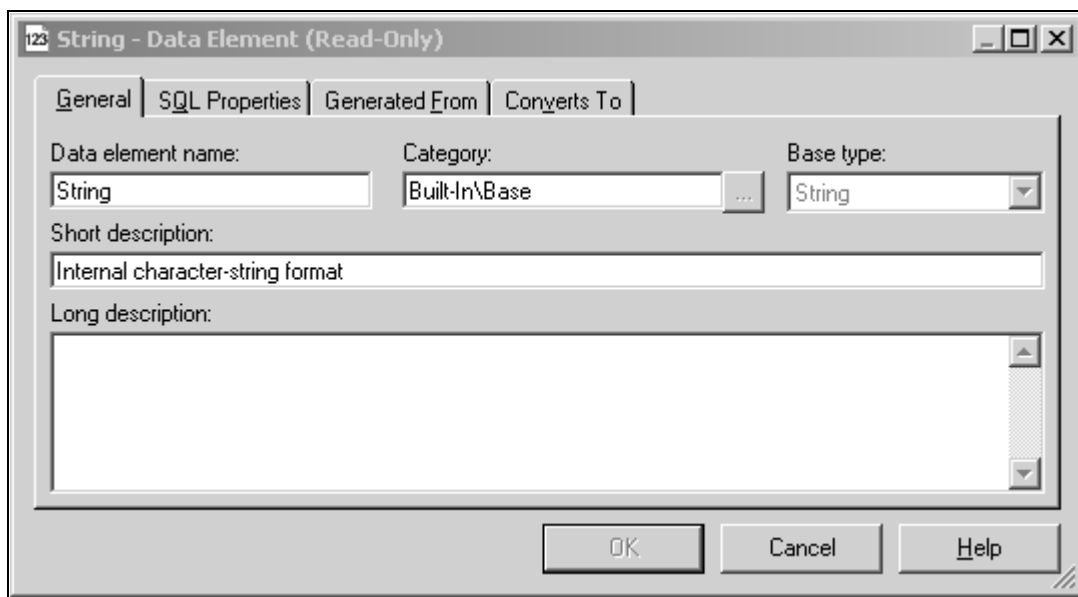 123 String - Data Element (Read-Only)
General SQL Properties Generated From Converts To
Data element name: Category: Base type:
String Built-In\Base ... String
Short description:
Internal character-string format
Long description:
OK Cancel Help